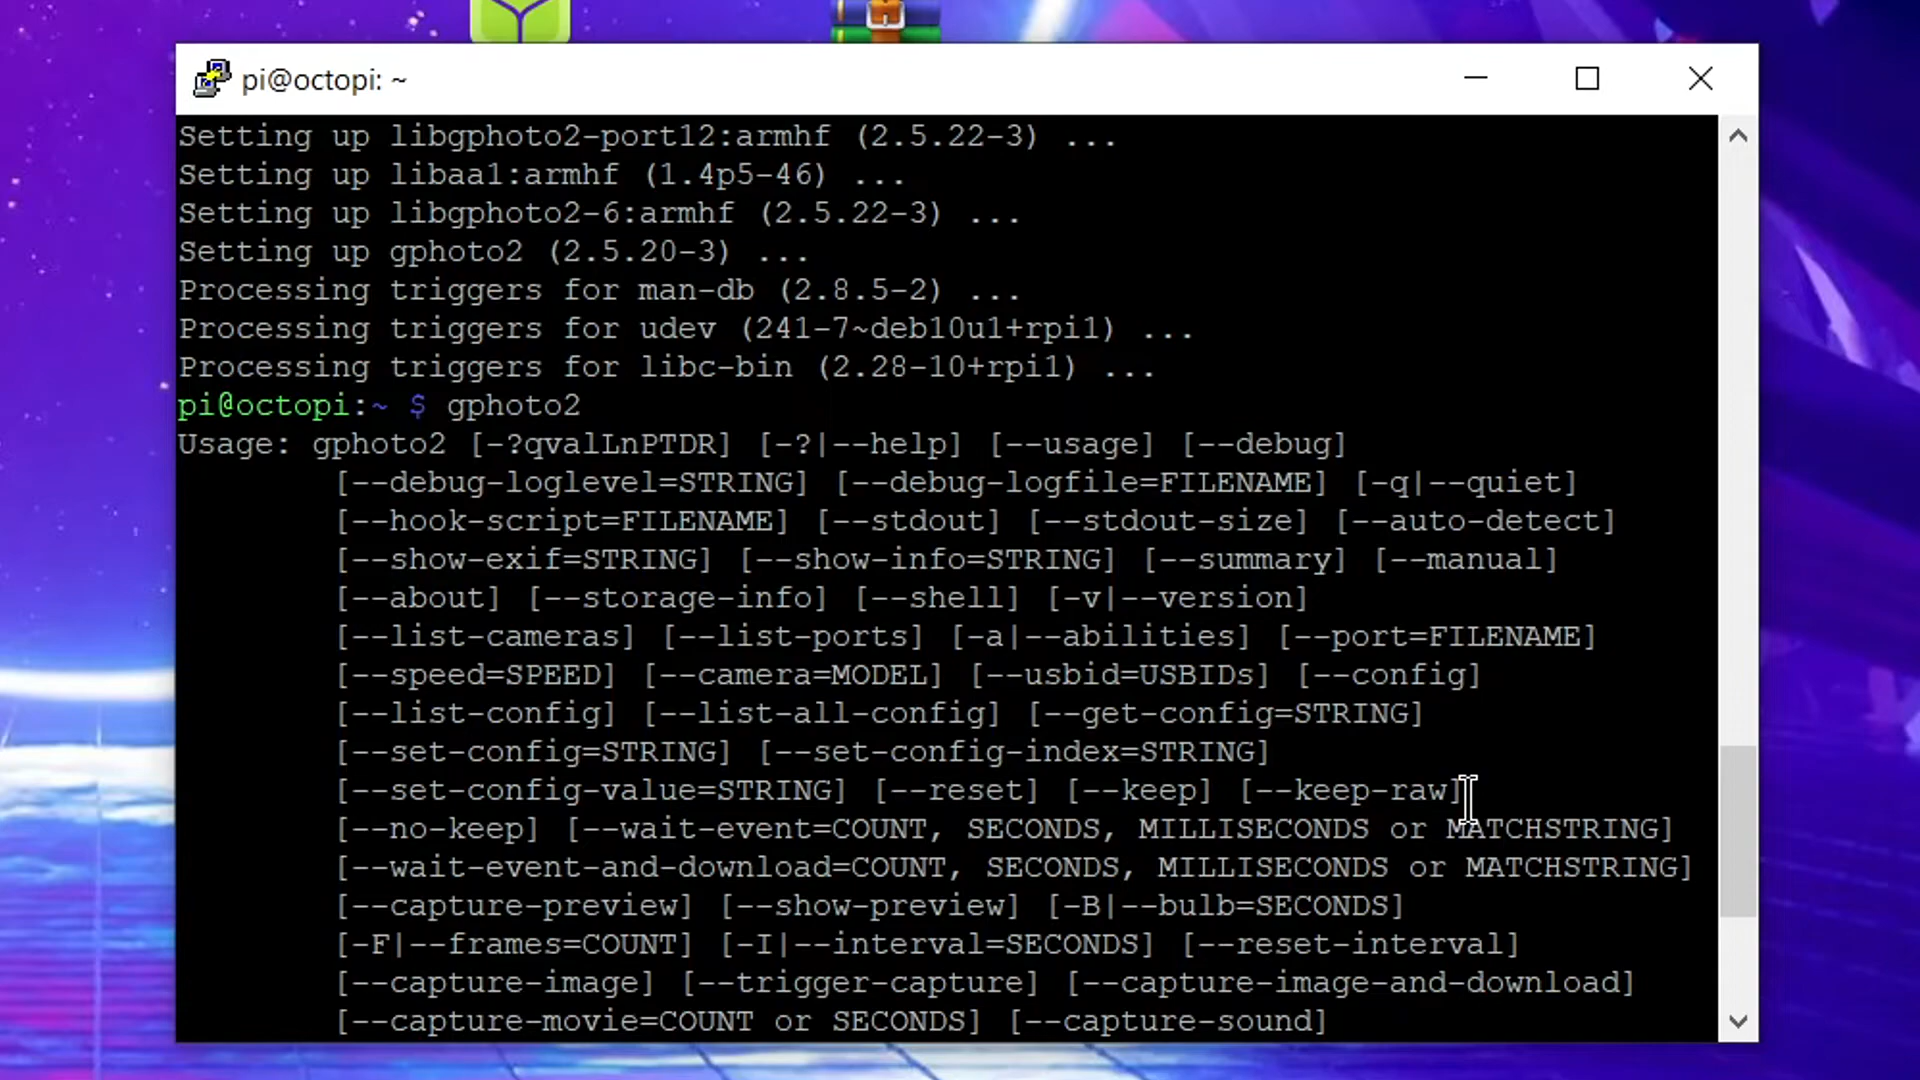 pi@octopi: ~
Setting up libgphoto2-port12:armhf (2.5.22-3) ...
Setting up libaa1:armhf (1.4p5-46) ...
Setting up libgphoto2-6:armhf (2.5.22-3) ...
Setting up gphoto2 (2.5.20-3) ...
Processing triggers for man-db (2.8.5-2) ...
Processing triggers for udev (241-7~deb10u1+rpi1) ...
Processing triggers for libc-bin (2.28-10+rpi1) ...
pi@octopi:~ $ gphoto2
Usage: gphoto2 [-?qvalLnPTDR] [-?|--help] [--usage] [--debug]
[--debug-loglevel=STRING] [--debug-logfile=FILENAME] [-q|--quiet]
[--hook-script=FILENAME] [--stdout] [--stdout-size] [--auto-detect]
[--show-exif=STRING] [--show-info=STRING] [--summary] [--manual]
[--about] [--storage-info] [--shell] [-v|--version]
[--list-cameras] [--list-ports] [-a|--abilities] [--port=FILENAME]
[--speed=SPEED] [--camera=MODEL] [--usbid=USBIDs] [--config]
[--list-config] [--list-all-config] [--get-config=STRING]
[--set-config=STRING] [--set-config-index=STRING]
[--set-config-value=STRING] [--reset] [--keep] [--keep-raw]
[--no-keep] [--wait-event=COUNT, SECONDS, MILLISECONDS or MATCHSTRING]
[--wait-event-and-download=COUNT, SECONDS, MILLISECONDS or MATCHSTRING]
[--capture-preview] [--show-preview] [-B|--bulb=SECONDS]
[-F|--frames=COUNT] [-I|--interval=SECONDS] [--reset-interval]
[--capture-image] [--trigger-capture] [--capture-image-and-download]
[--capture-movie=COUNT or SECONDS] [--capture-sound]